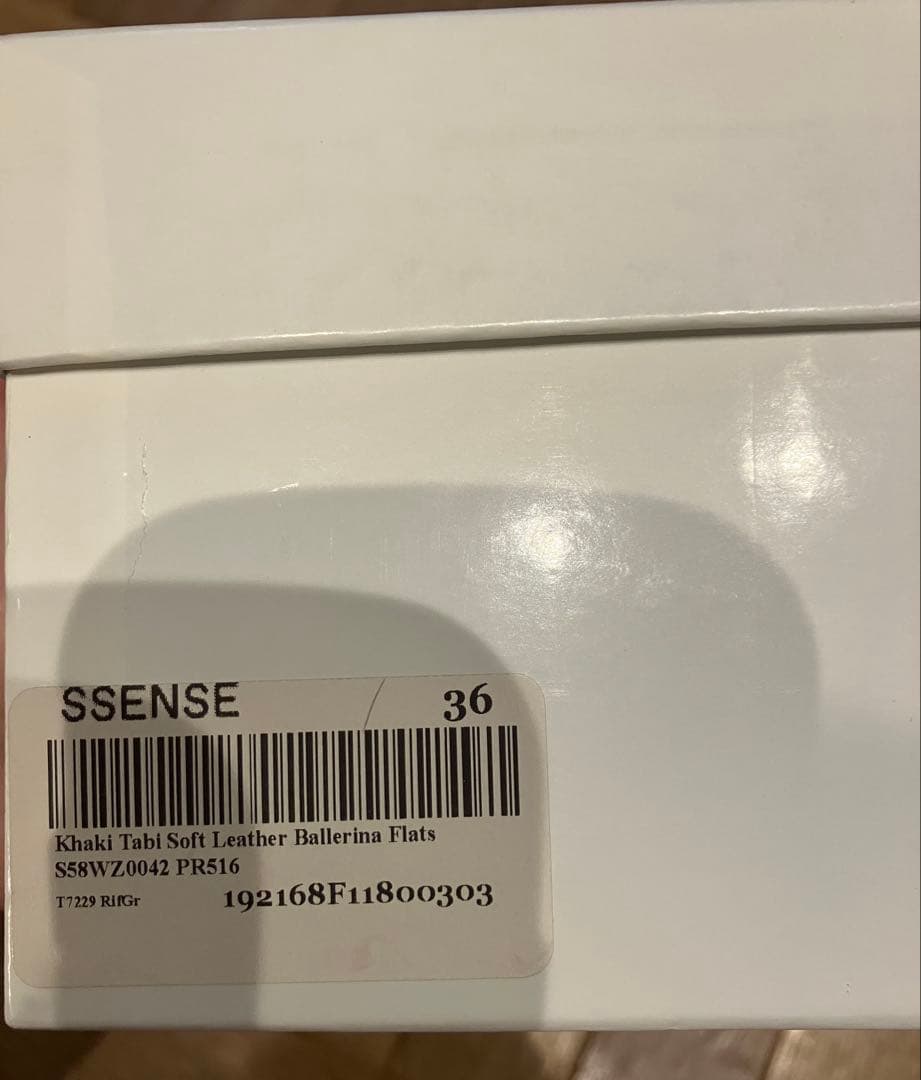 SSENSE 36
Khaki Tabi Soft Leather Ballerina Flats
S58WZ0042 PR516
T7229 RifGr 192168F11800303